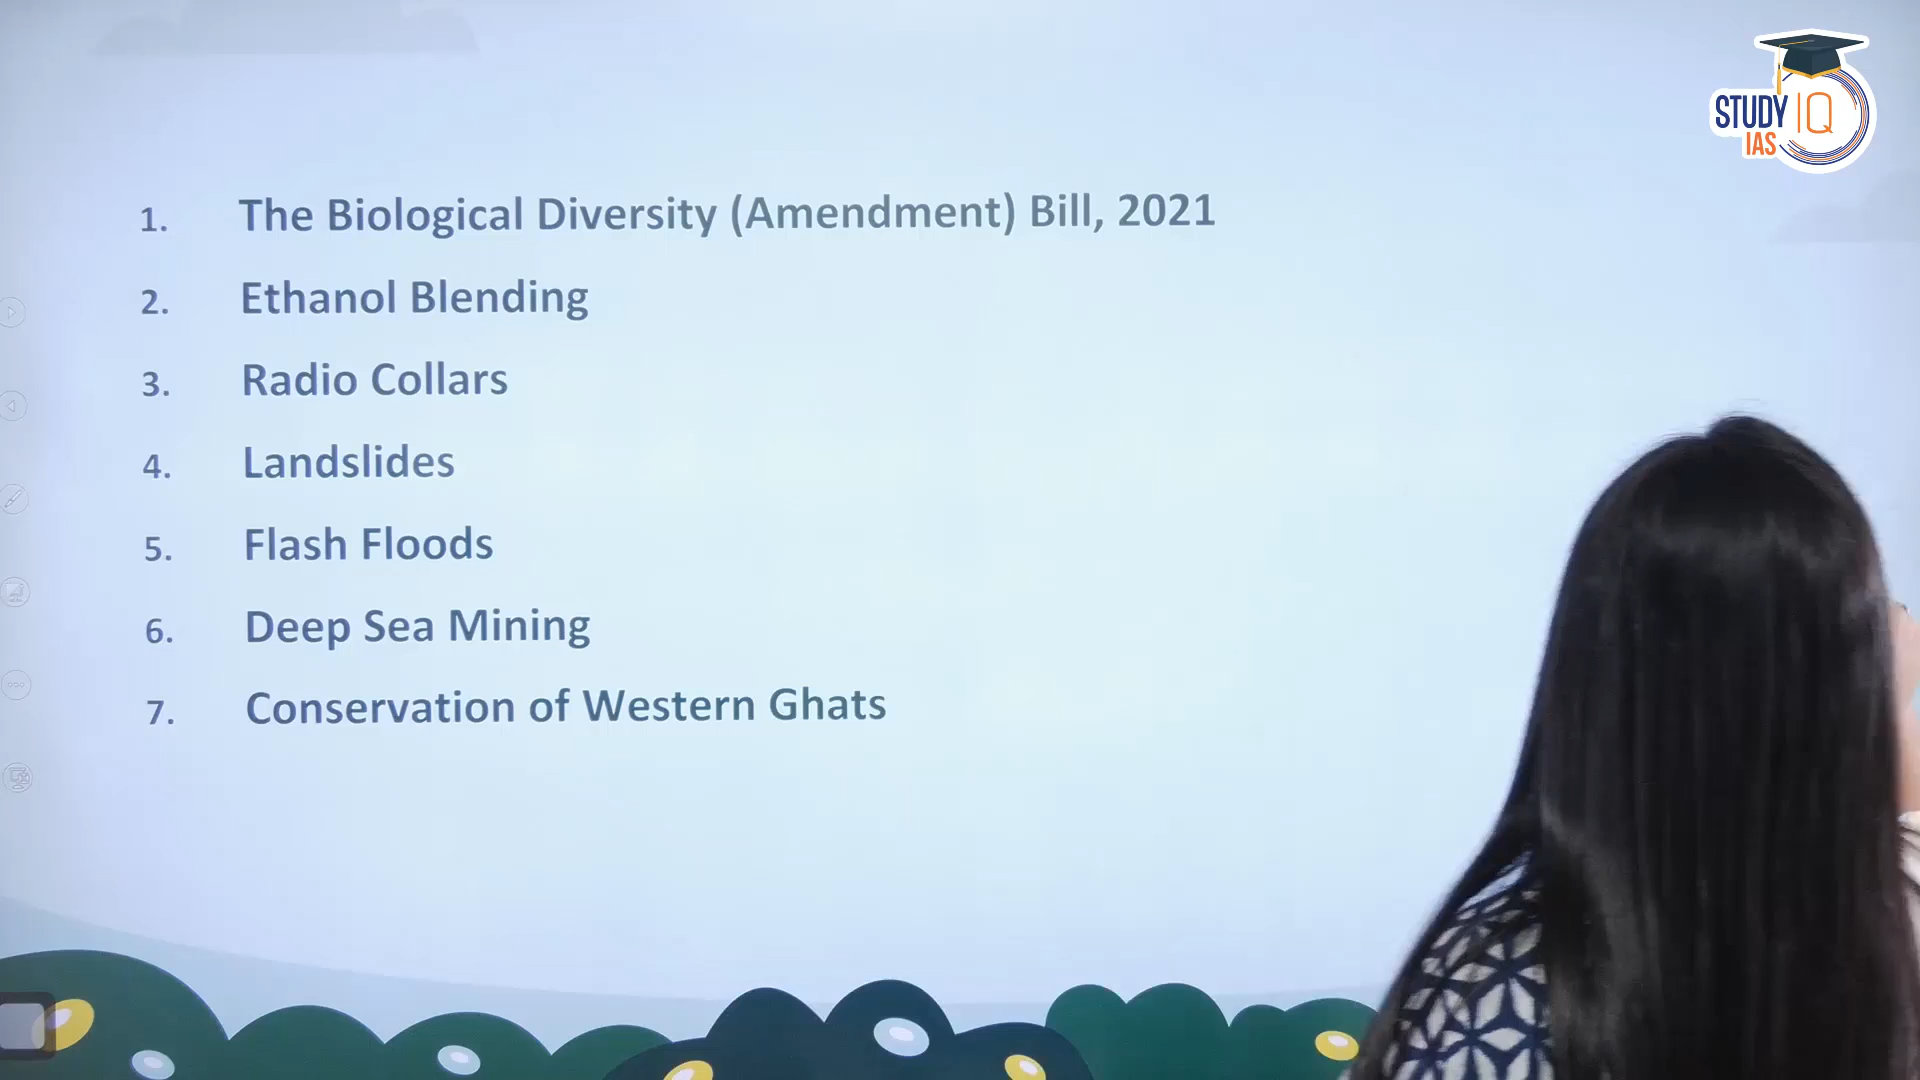 STUDY IQ
IAS
1. The Biological Diversity (Amendment) Bill, 2021
2. Ethanol Blending
3. Radio Collars
4. Landslides
5. Flash Floods
6. Deep Sea Mining
7. Conservation of Western Ghats